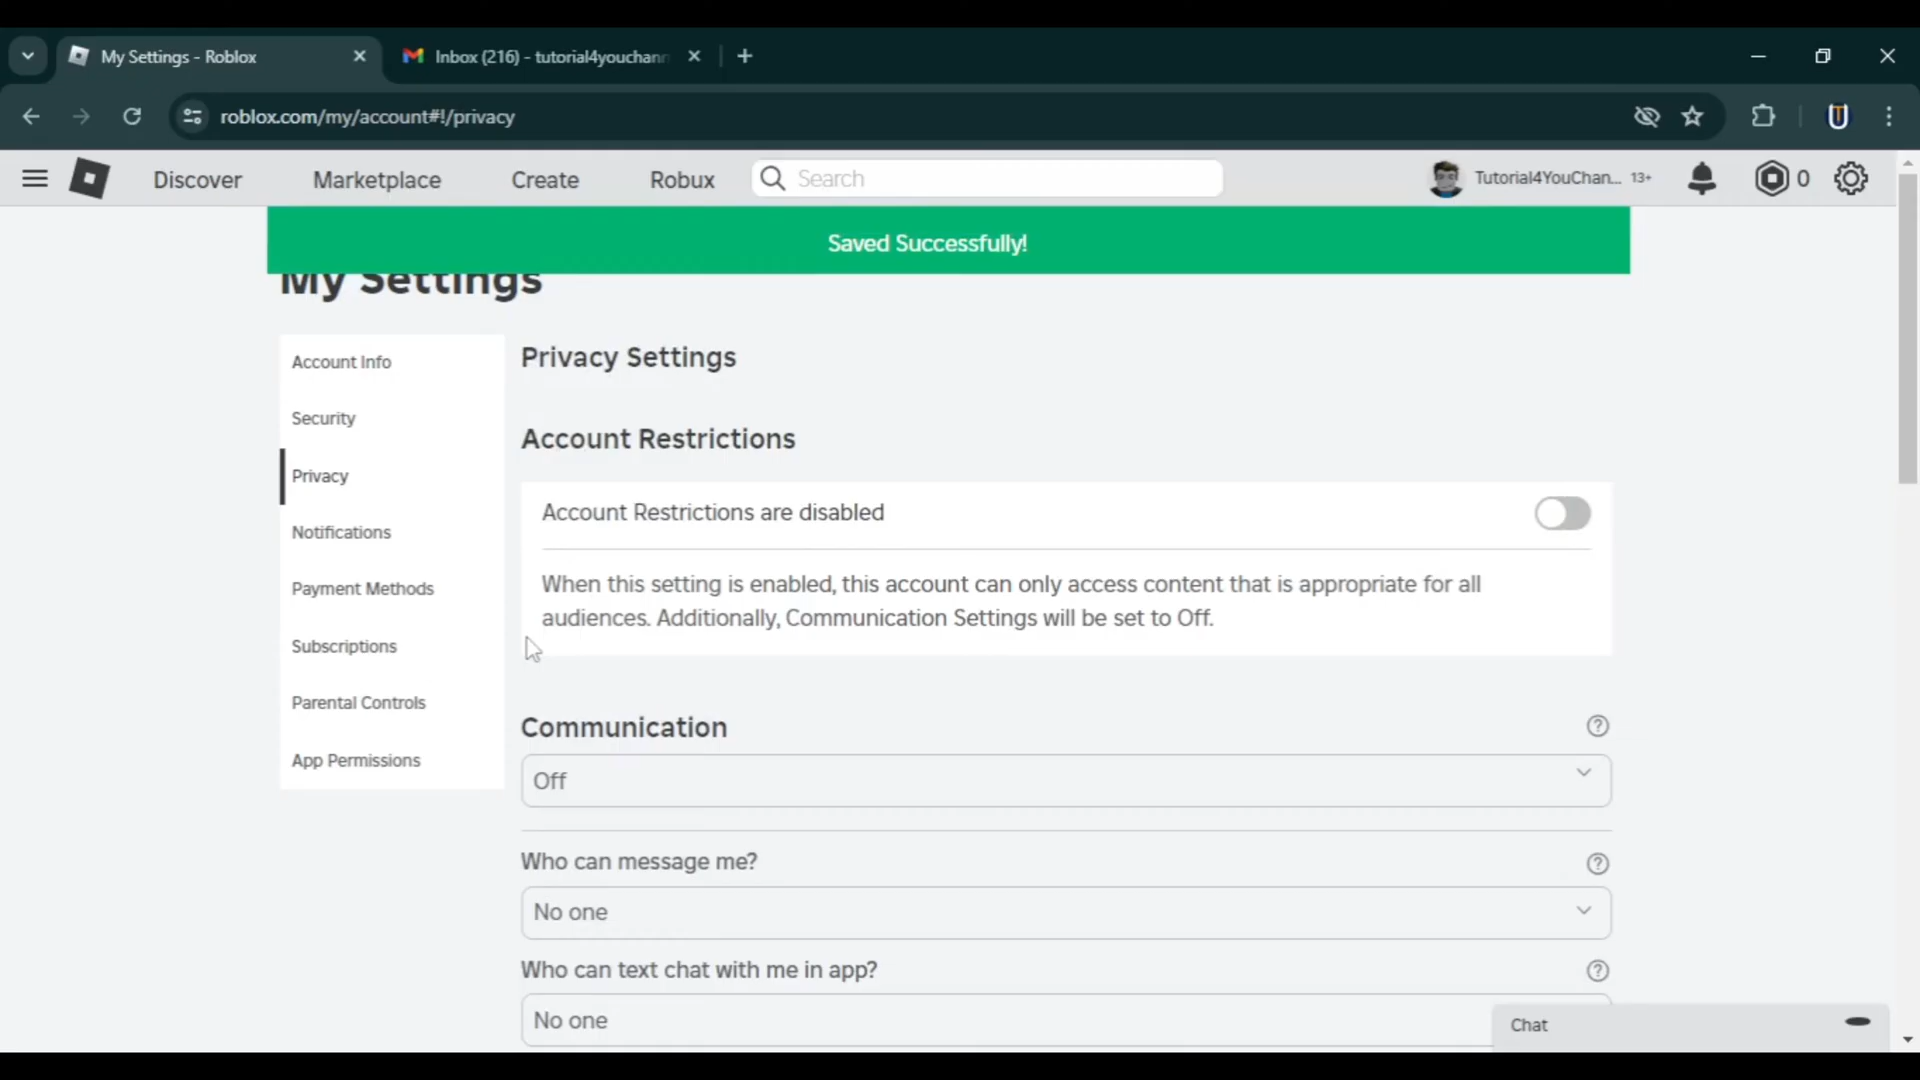 My Settings - Roblox
Inbox (216) - tutorial4youchann
roblox.com/my/account#!/privacy
Discover
Marketplace
Create
Robux
Search
Tutorial4YouChan... 13+
0
Saved Successfully!
My Settings
Account Info
Security
Privacy
Notifications
Payment Methods
Subscriptions
Parental Controls
App Permissions
Privacy Settings
Account Restrictions
Account Restrictions are disabled
When this setting is enabled, this account can only access content that is appropriate for all
audiences. Additionally, Communication Settings will be set to Off.
Communication
Off
Who can message me?
No one
Who can text chat with me in app?
No one
Chat